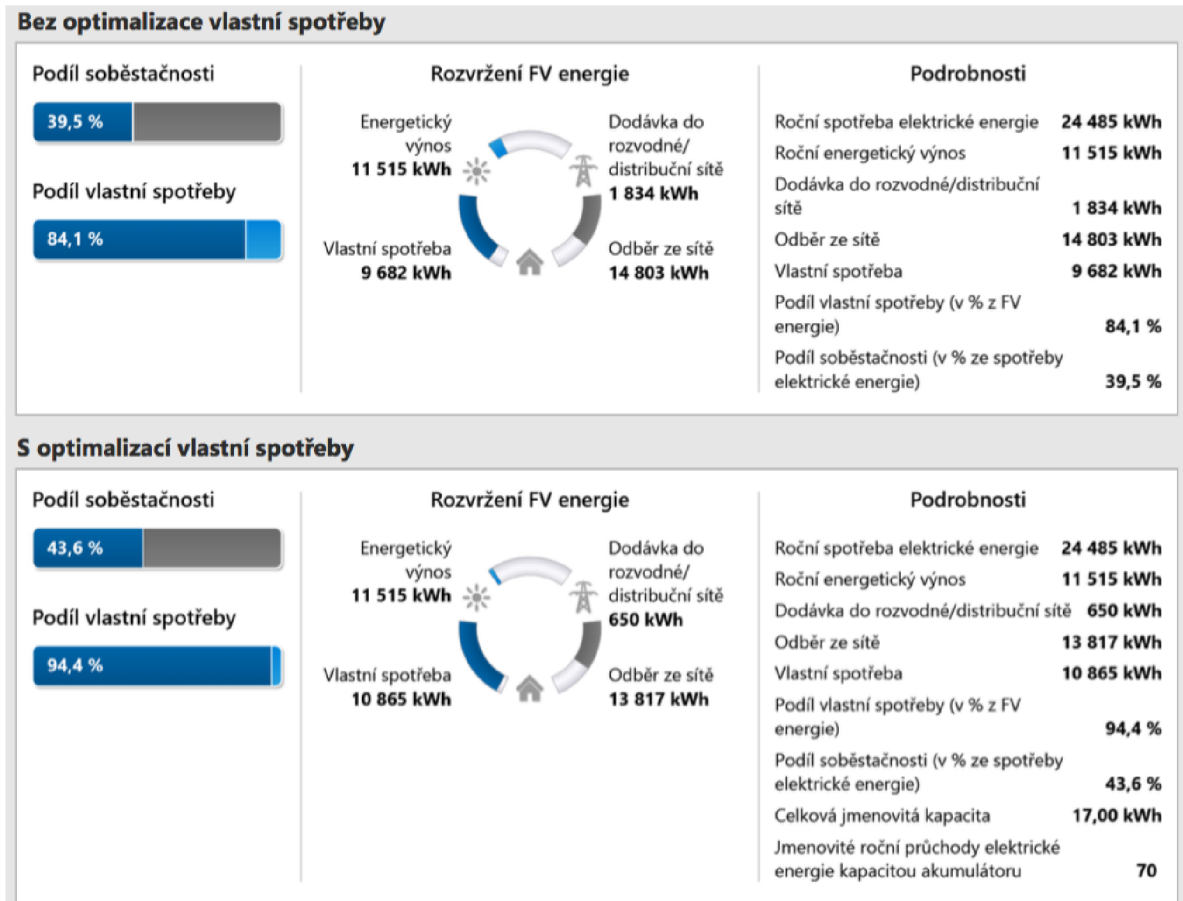 Bez optimalizace vlastní spotřeby
Podíl soběstačnosti
39,5 %
Podíl vlastní spotřeby
84,1 %
Rozvržení FV energie
Energetický
výnos
11 515 kWh
Dodávka do
rozvodné/
distribuční sítě
1 834 kWh
Vlastní spotřeba
9 682 kWh
Odběr ze sítě
14 803 kWh
Podrobnosti
Roční spotřeba elektrické energie 24 485 kWh
Roční energetický výnos 11 515 kWh
Dodávka do rozvodné/distribuční
sítě 1 834 kWh
Odběr ze sítě 14 803 kWh
Vlastní spotřeba 9 682 kWh
Podíl vlastní spotřeby (v % z FV
energie) 84,1 %
Podíl soběstačnosti (v % ze spotřeby
elektrické energie) 39,5 %
S optimalizací vlastní spotřeby
Podíl soběstačnosti
43,6 %
Podíl vlastní spotřeby
94,4 %
Rozvržení FV energie
Energetický
výnos
11 515 kWh
Dodávka do
rozvodné/
distribuční sítě
650 kWh
Vlastní spotřeba
10 865 kWh
Odběr ze sítě
13 817 kWh
Podrobnosti
Roční spotřeba elektrické energie 24 485 kWh
Roční energetický výnos 11 515 kWh
Dodávka do rozvodné/distribuční sítě 650 kWh
Odběr ze sítě 13 817 kWh
Vlastní spotřeba 10 865 kWh
Podíl vlastní spotřeby (v % z FV
energie) 94,4 %
Podíl soběstačnosti (v % ze spotřeby
elektrické energie) 43,6 %
Celková jmenovitá kapacita 17,00 kWh
Jmenovité roční průchody elektrické
energie kapacitou akumulátoru 70